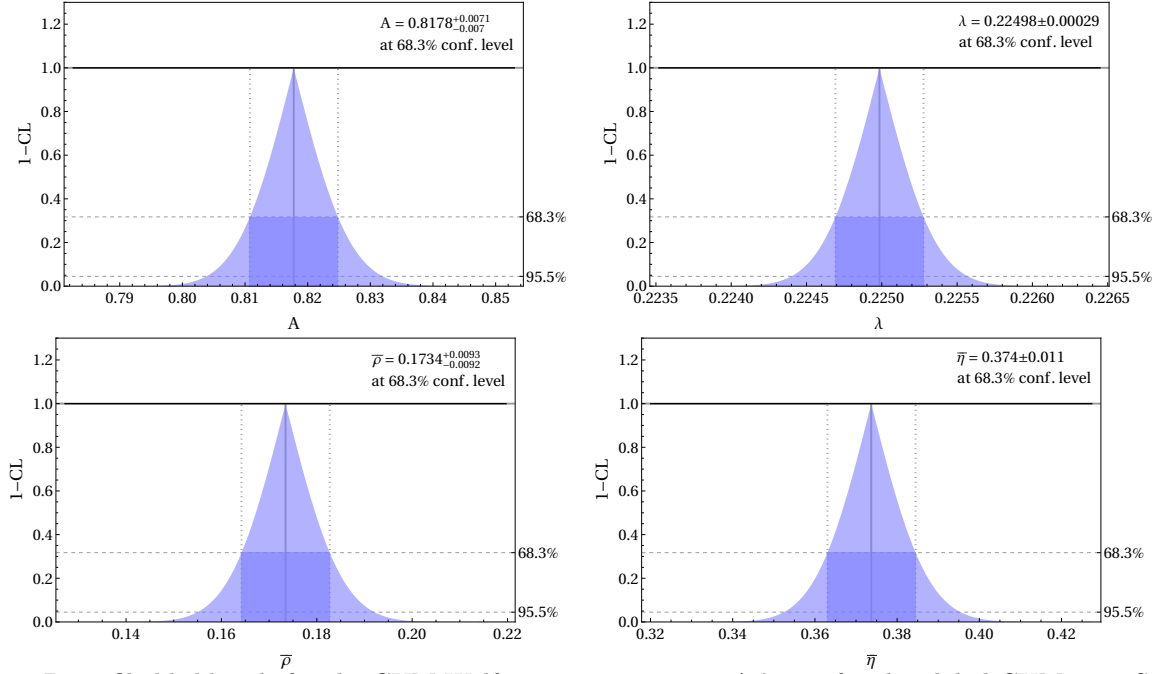 A = 0.8178 +0.0071 −0.007
at 68.3% conf. level
1−CL
1.2
1.0
0.8
0.6
0.4
0.2
0.0
68.3%
95.5%
0.79 0.80 0.81 0.82 0.83 0.84 0.85
A
λ = 0.22498±0.00029
at 68.3% conf. level
1−CL
1.2
1.0
0.8
0.6
0.4
0.2
0.0
68.3%
95.5%
0.2235 0.2240 0.2245 0.2250 0.2255 0.2260 0.2265
λ
ρ̅ = 0.1734 +0.0093 −0.0092
at 68.3% conf. level
1−CL
1.2
1.0
0.8
0.6
0.4
0.2
0.0
68.3%
95.5%
0.14 0.16 0.18 0.20 0.22
ρ̅
η̅ = 0.374±0.011
at 68.3% conf. level
1−CL
1.2
1.0
0.8
0.6
0.4
0.2
0.0
68.3%
95.5%
0.32 0.34 0.36 0.38 0.40 0.42
η̅